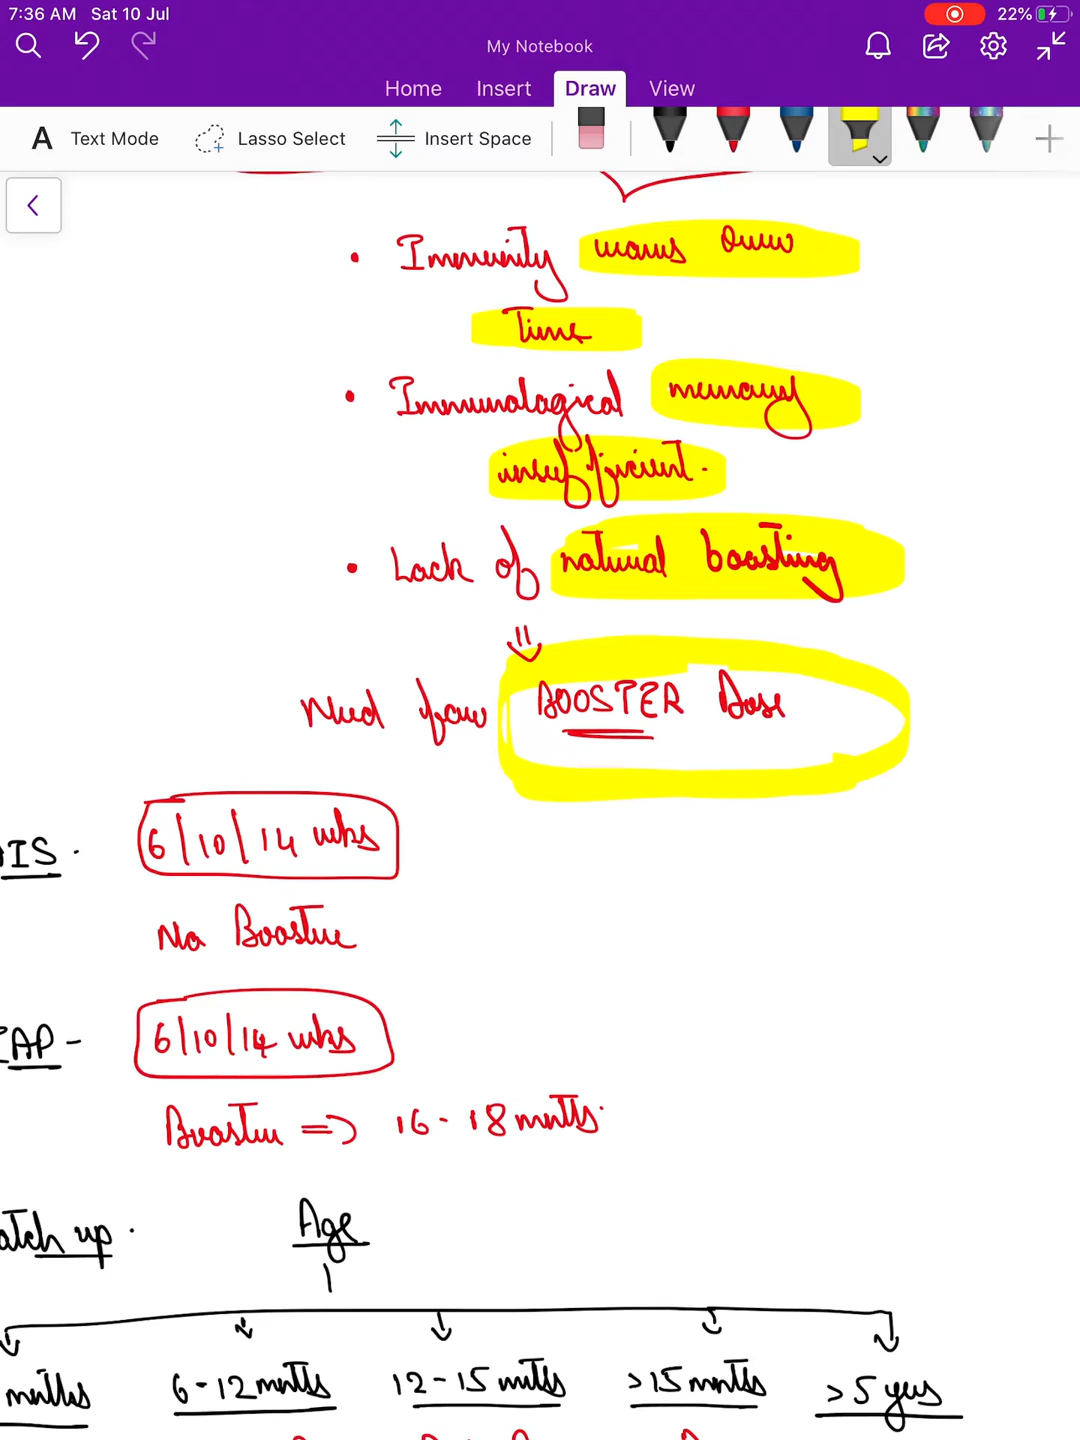 7:36 AM Sat 10 Jul 22%
My Notebook
Home Insert Draw View
A Text Mode Lasso Select Insert Space
• Immunity wanes over
Time
• Immunological memory
insufficient.
• Lack of natural boosting
Need for BOOSTER Dose
IS. 6/10/14 wks
No Booster
IAP - 6/10/14 wks
Booster => 16-18 mnths.
atch up. Age
mnths 6-12 mnths 12-15 mnths >15 mnths >5 yrs